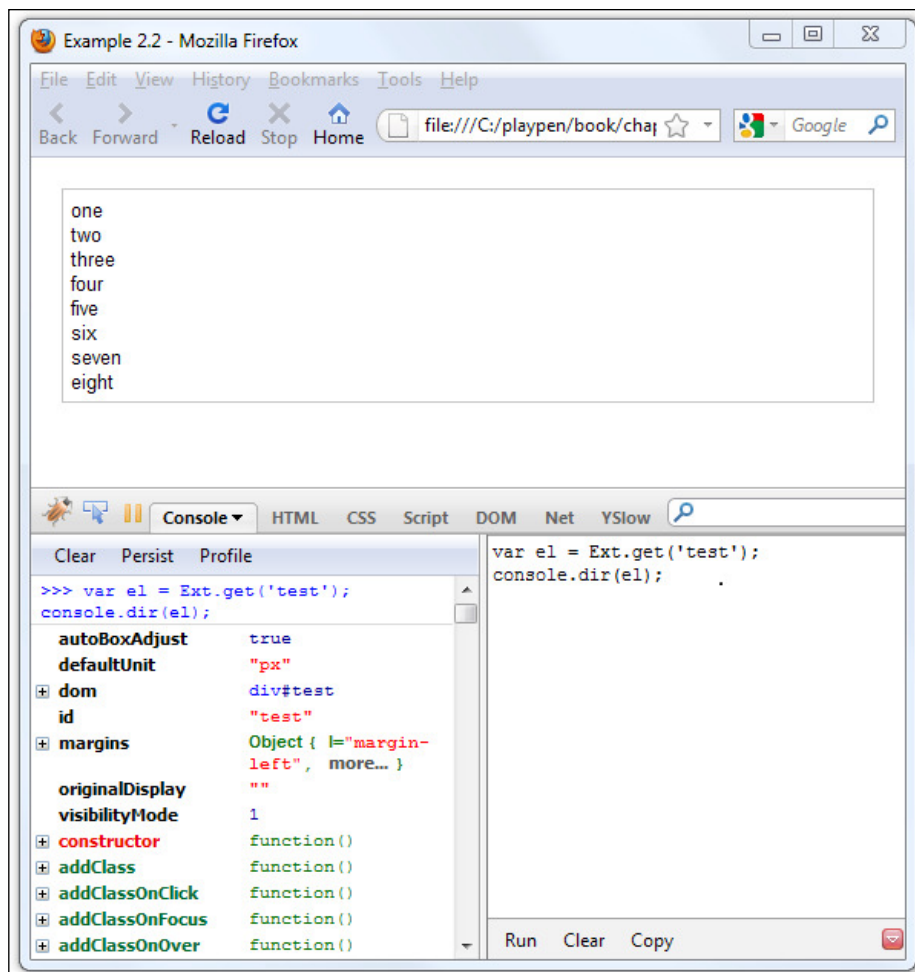 Example 2.2 - Mozilla Firefox
File Edit View History Bookmarks Tools Help
Back Forward Reload Stop Home file:///C:/playpen/book/chap Google
one
two
three
four
five
six
seven
eight
Console HTML CSS Script DOM Net YSlow
Clear Persist Profile
>>> var el = Ext.get('test');
console.dir(el);
autoBoxAdjust true
defaultUnit "px"
dom div#test
id "test"
margins Object { l="margin-
left", more... }
originalDisplay ""
visibilityMode 1
constructor function()
addClass function()
addClassOnClick function()
addClassOnFocus function()
addClassOnOver function()
var el = Ext.get('test');
console.dir(el);
Run Clear Copy